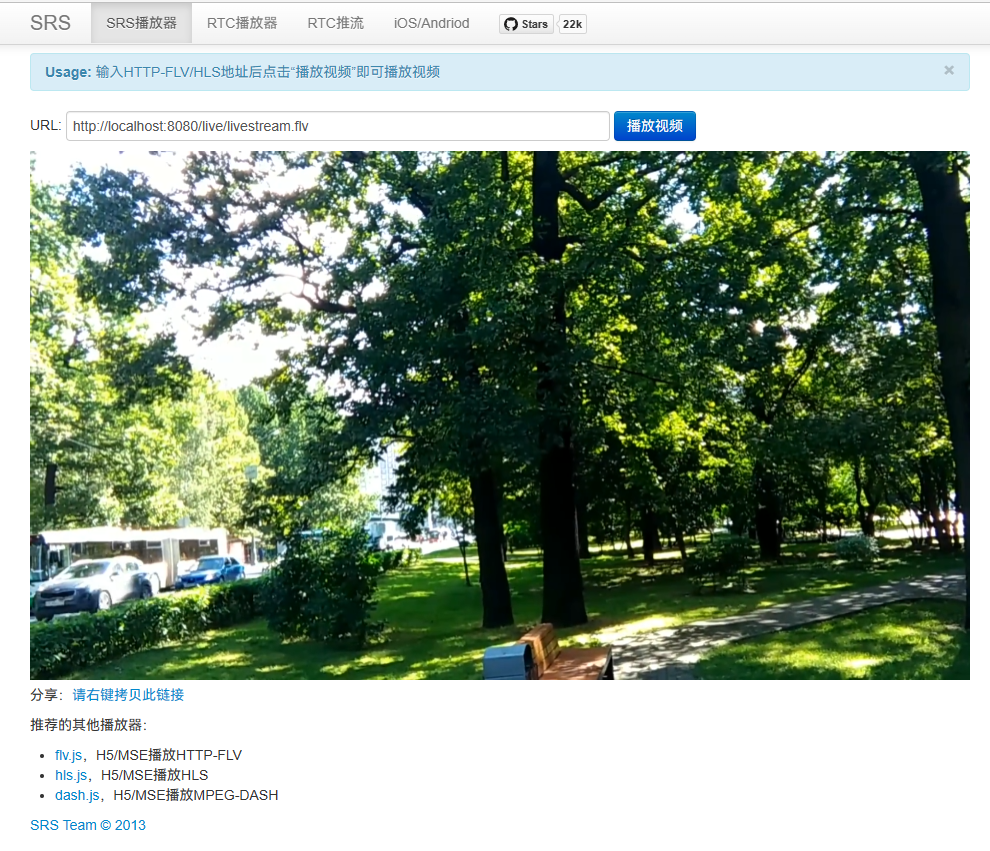 SRS SRS播放器 RTC播放器 RTC推流 iOS/Andriod Stars 22k
Usage: 输入HTTP-FLV/HLS地址后点击“播放视频”即可播放视频 ×
URL: http://localhost:8080/live/livestream.flv 播放视频
分享：请右键拷贝此链接
推荐的其他播放器：
• flv.js，H5/MSE播放HTTP-FLV
• hls.js，H5/MSE播放HLS
• dash.js，H5/MSE播放MPEG-DASH
SRS Team © 2013